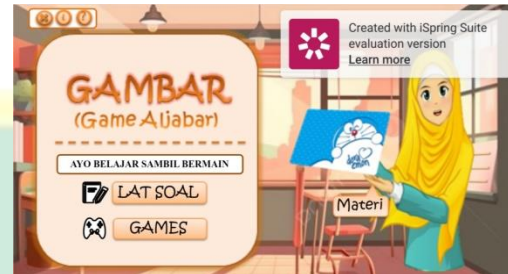 Created with iSpring Suite
evaluation version
Learn more
GAMBAR
(Game Aljabar)
AYO BELAJAR SAMBIL BERMAIN
LAT SOAL
GAMES
Materi